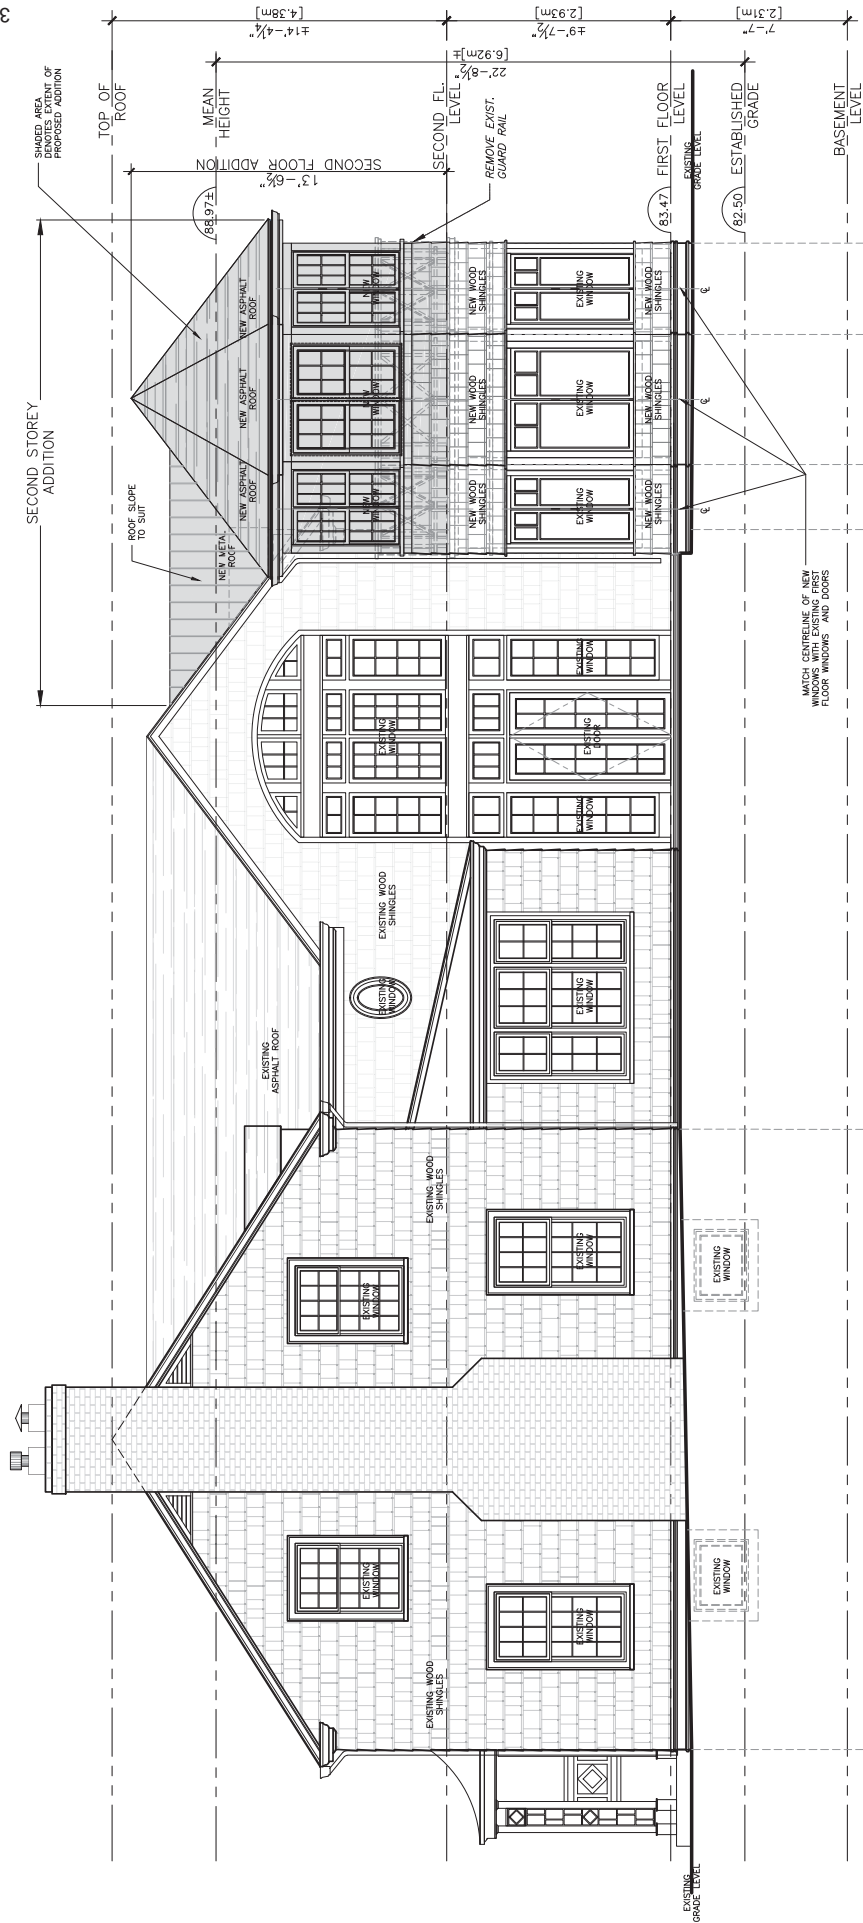 3
SHADED AREA
DENOTES EXTENT OF
PROPOSED ADDITION
SECOND STOREY
ADDITION
ROOF SLOPE
TO SUIT
TOP OF
ROOF
MEAN
HEIGHT
88.97±
SECOND FL.
LEVEL
FIRST FLOOR
LEVEL
83.47
ESTABLISHED
GRADE
82.50
BASEMENT
LEVEL
±14'-4¼"
[4.38m]
±9'-7½"
[2.93m]
7'-7"
[2.31m]
22'-8½"
[6.92m]±
13'-6½"
SECOND FLOOR ADDITION
REMOVE EXIST.
GUARD RAIL
EXISTING
GRADE LEVEL
NEW METAL
ROOF
NEW ASPHALT
ROOF
NEW ASPHALT
ROOF
NEW ASPHALT
ROOF
NEW
WINDOW
NEW
WINDOW
NEW
WINDOW
NEW WOOD
SHINGLES
NEW WOOD
SHINGLES
NEW WOOD
SHINGLES
EXISTING
WINDOW
EXISTING
WINDOW
EXISTING
WINDOW
NEW WOOD
SHINGLES
NEW WOOD
SHINGLES
NEW WOOD
SHINGLES
℄
℄
℄
MATCH CENTRELINE OF NEW
WINDOWS WITH EXISTING FIRST
FLOOR WINDOWS AND DOORS
EXISTING
WINDOW
EXISTING
WINDOW
EXISTING
DOOR
EXISTING
WINDOW
EXISTING WOOD
SHINGLES
EXISTING
WINDOW
EXISTING
WINDOW
EXISTING
ASPHALT ROOF
EXISTING WOOD
SHINGLES
EXISTING
WINDOW
EXISTING
WINDOW
EXISTING
WINDOW
EXISTING
WINDOW
EXISTING
WINDOW
EXISTING
WINDOW
EXISTING WOOD
SHINGLES
EXISTING
GRADE LEVEL